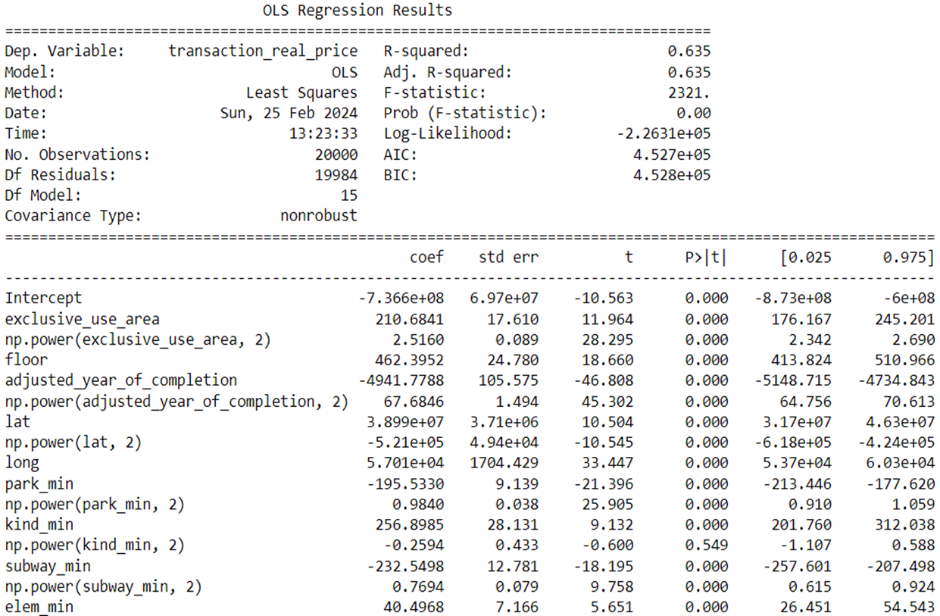 OLS Regression Results
==============================================================================
Dep. Variable: transaction_real_price R-squared: 0.635
Model: OLS Adj. R-squared: 0.635
Method: Least Squares F-statistic: 2321.
Date: Sun, 25 Feb 2024 Prob (F-statistic): 0.00
Time: 13:23:33 Log-Likelihood: -2.2631e+05
No. Observations: 20000 AIC: 4.527e+05
Df Residuals: 19984 BIC: 4.528e+05
Df Model: 15
Covariance Type: nonrobust
==============================================================================
coef std err t P>|t| [0.025 0.975]
------------------------------------------------------------------------------
Intercept -7.366e+08 6.97e+07 -10.563 0.000 -8.73e+08 -6e+08
exclusive_use_area 210.6841 17.610 11.964 0.000 176.167 245.201
np.power(exclusive_use_area, 2) 2.5160 0.089 28.295 0.000 2.342 2.690
floor 462.3952 24.780 18.660 0.000 413.824 510.966
adjusted_year_of_completion -4941.7788 105.575 -46.808 0.000 -5148.715 -4734.843
np.power(adjusted_year_of_completion, 2) 67.6846 1.494 45.302 0.000 64.756 70.613
lat 3.899e+07 3.71e+06 10.504 0.000 3.17e+07 4.63e+07
np.power(lat, 2) -5.21e+05 4.94e+04 -10.545 0.000 -6.18e+05 -4.24e+05
long 5.701e+04 1704.429 33.447 0.000 5.37e+04 6.03e+04
park_min -195.5330 9.139 -21.396 0.000 -213.446 -177.620
np.power(park_min, 2) 0.9840 0.038 25.905 0.000 0.910 1.059
kind_min 256.8985 28.131 9.132 0.000 201.760 312.038
np.power(kind_min, 2) -0.2594 0.433 -0.600 0.549 -1.107 0.588
subway_min -232.5498 12.781 -18.195 0.000 -257.601 -207.498
np.power(subway_min, 2) 0.7694 0.079 9.758 0.000 0.615 0.924
elem_min 40.4968 7.166 5.651 0.000 26.451 54.543